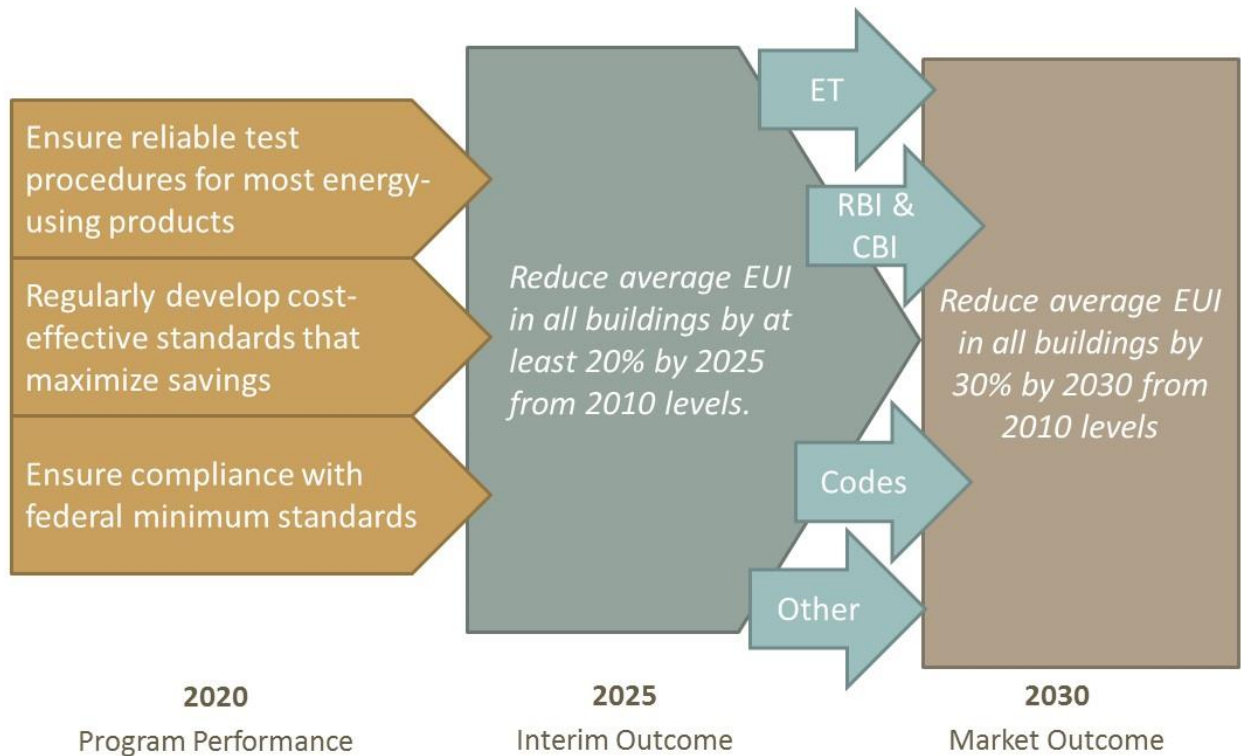 Ensure reliable test
procedures for most energy-
using products
Regularly develop cost-
effective standards that
maximize savings
Ensure compliance with
federal minimum standards
Reduce average EUI
in all buildings by at
least 20% by 2025
from 2010 levels.
ET
RBI &
CBI
Codes
Other
Reduce average EUI
in all buildings by
30% by 2030 from
2010 levels
2020
Program Performance
2025
Interim Outcome
2030
Market Outcome